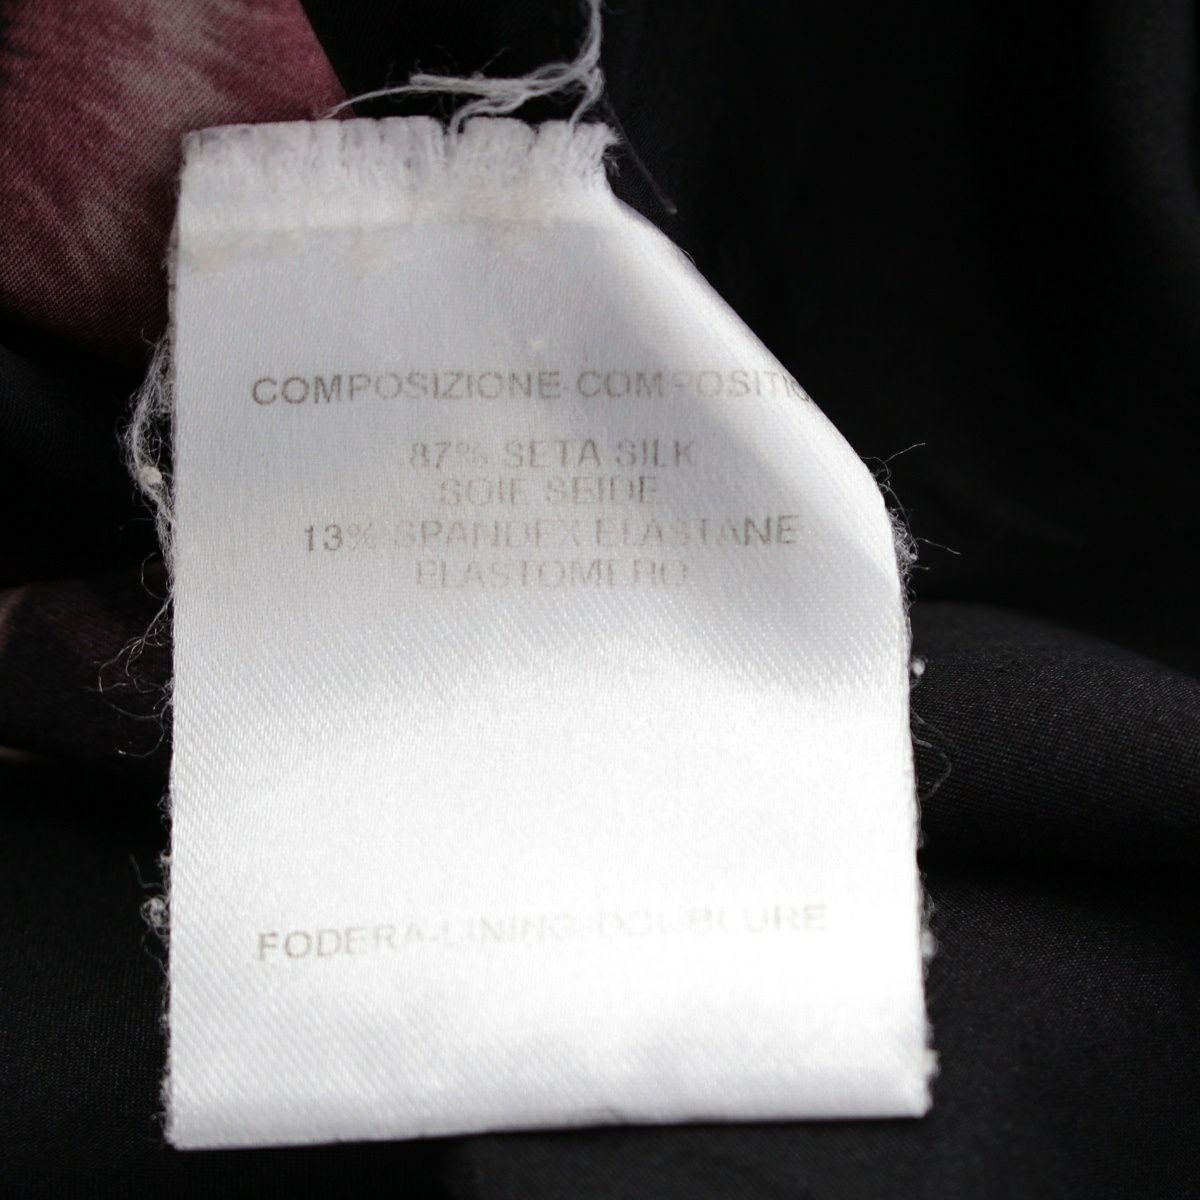 COMPOSIZIONE-COMPOSITIO
87% SETA SILK
SOIE SEIDE
13% SPANDEX ELASTANE
ELASTOMERO
FODERA-LINING-DOUBLURE